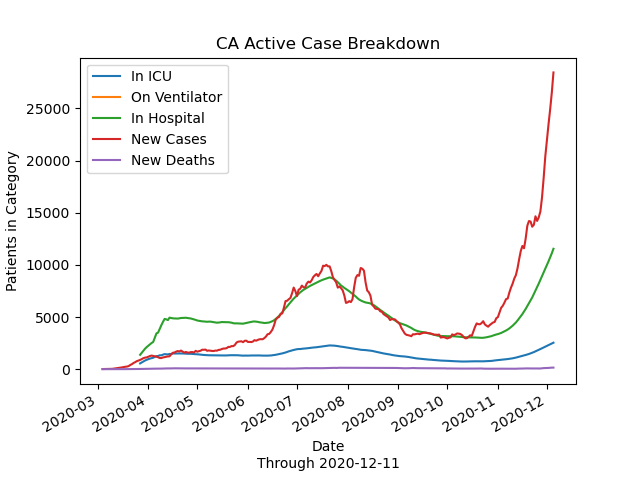 CA Active Case Breakdown
In ICU
On Ventilator
In Hospital
New Cases
New Deaths
Patients in Category
25000
20000
15000
10000
5000
0
2020-03
2020-04
2020-05
2020-06
2020-07
2020-08
2020-09
2020-10
2020-11
2020-12
Date
Through 2020-12-11